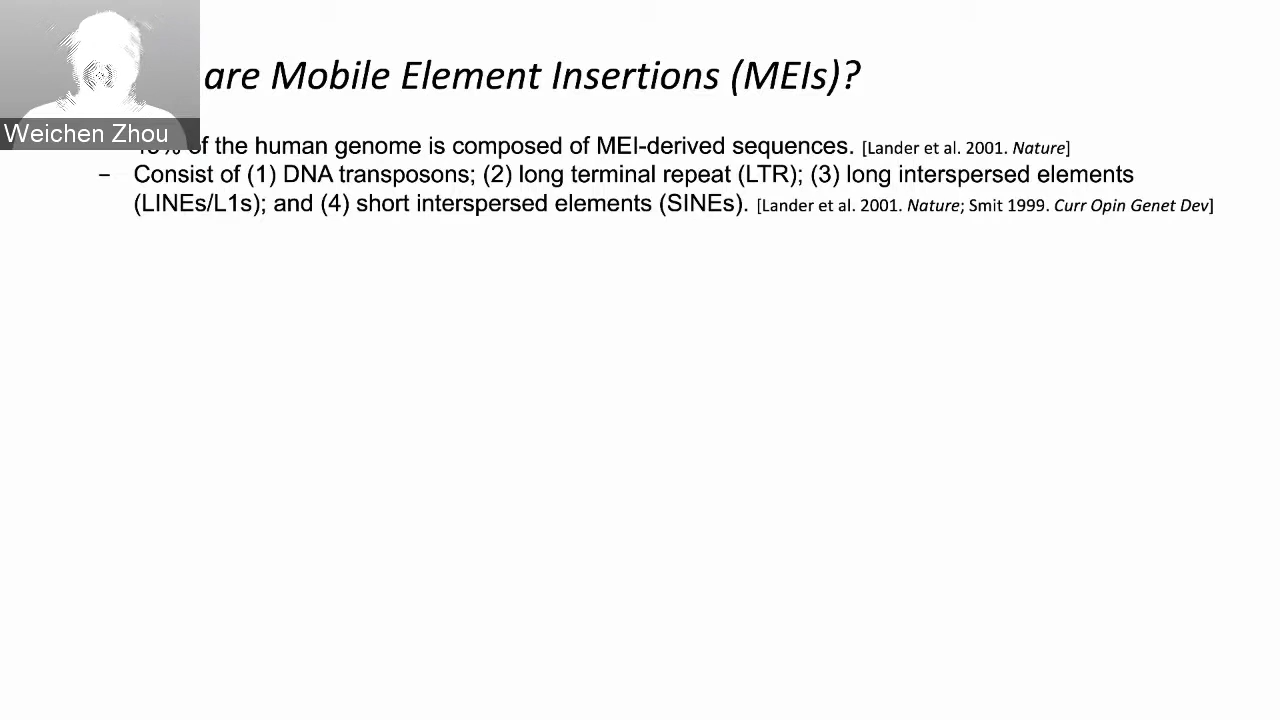 are Mobile Element Insertions (MEIs)?
Weichen Zhou
of the human genome is composed of MEI-derived sequences. [Lander et al. 2001. Nature]
– Consist of (1) DNA transposons; (2) long terminal repeat (LTR); (3) long interspersed elements
(LINEs/L1s); and (4) short interspersed elements (SINEs). [Lander et al. 2001. Nature; Smit 1999. Curr Opin Genet Dev]